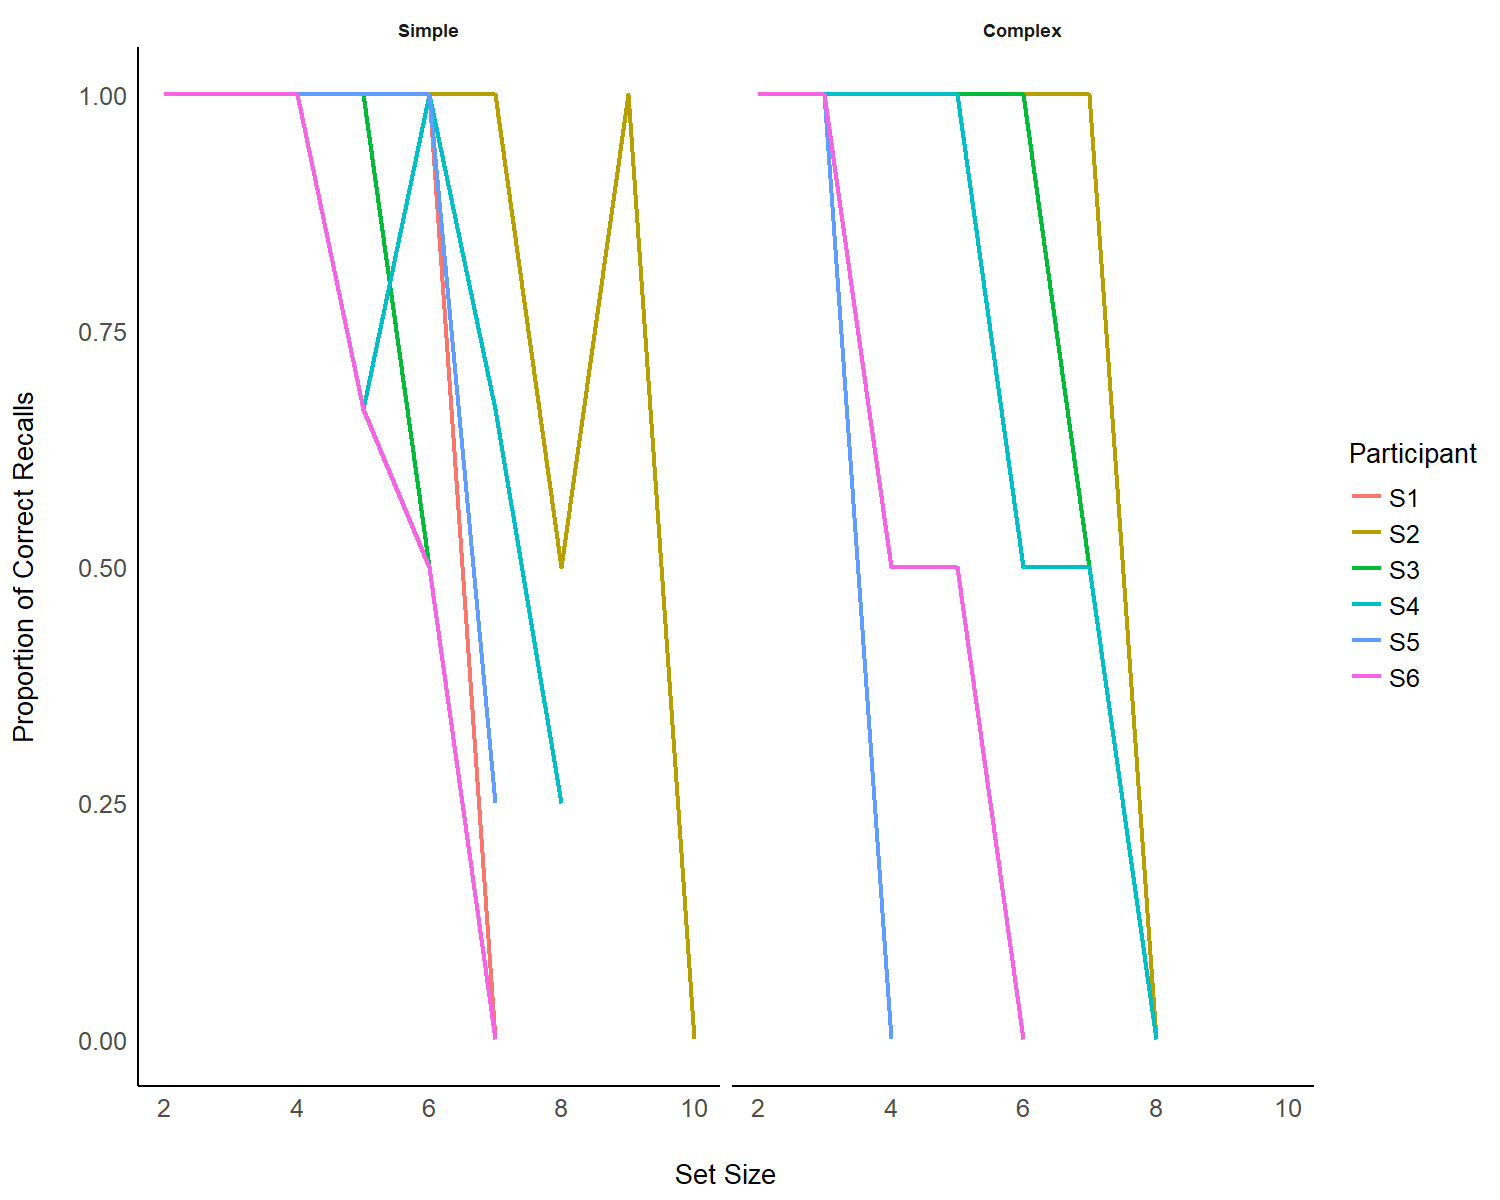 Simple
Complex
1.00
0.75
0.50
0.25
0.00
Proportion of Correct Recalls
2 4 6 8 10
2 4 6 8 10
Set Size
Participant
S1
S2
S3
S4
S5
S6